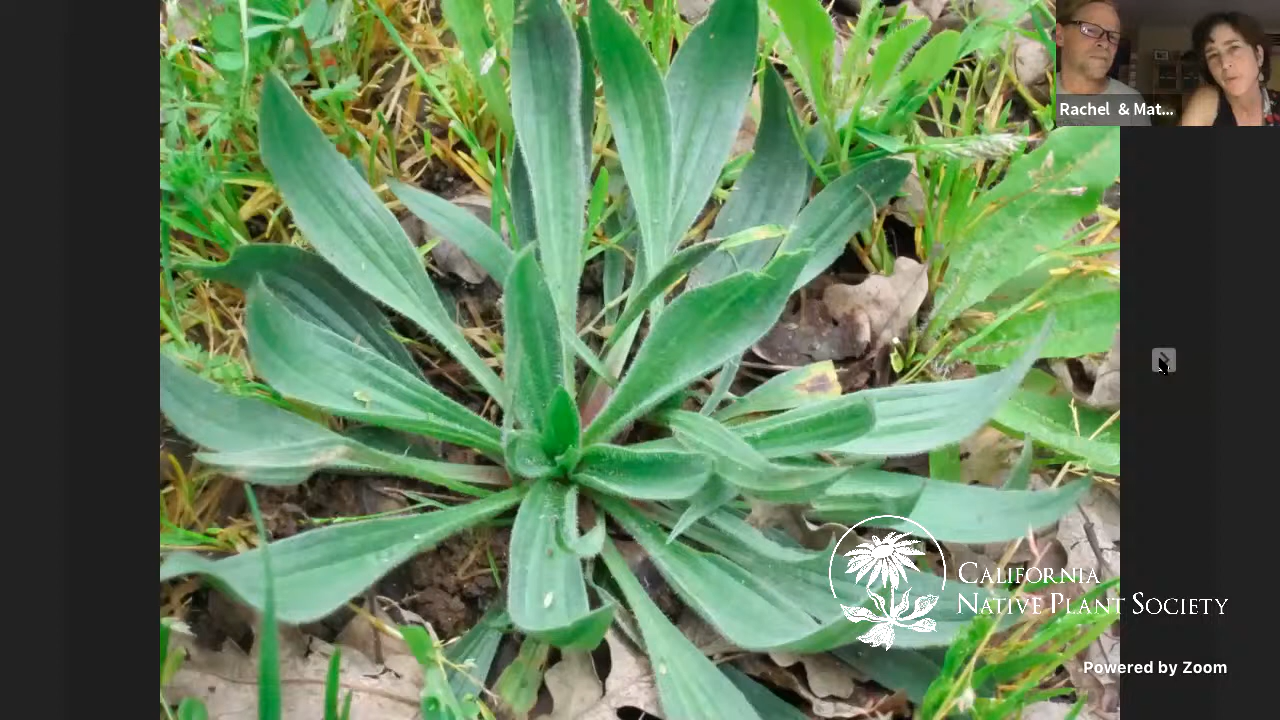 Rachel & Mat...
CALIFORNIA
NATIVE PLANT SOCIETY
Powered by Zoom